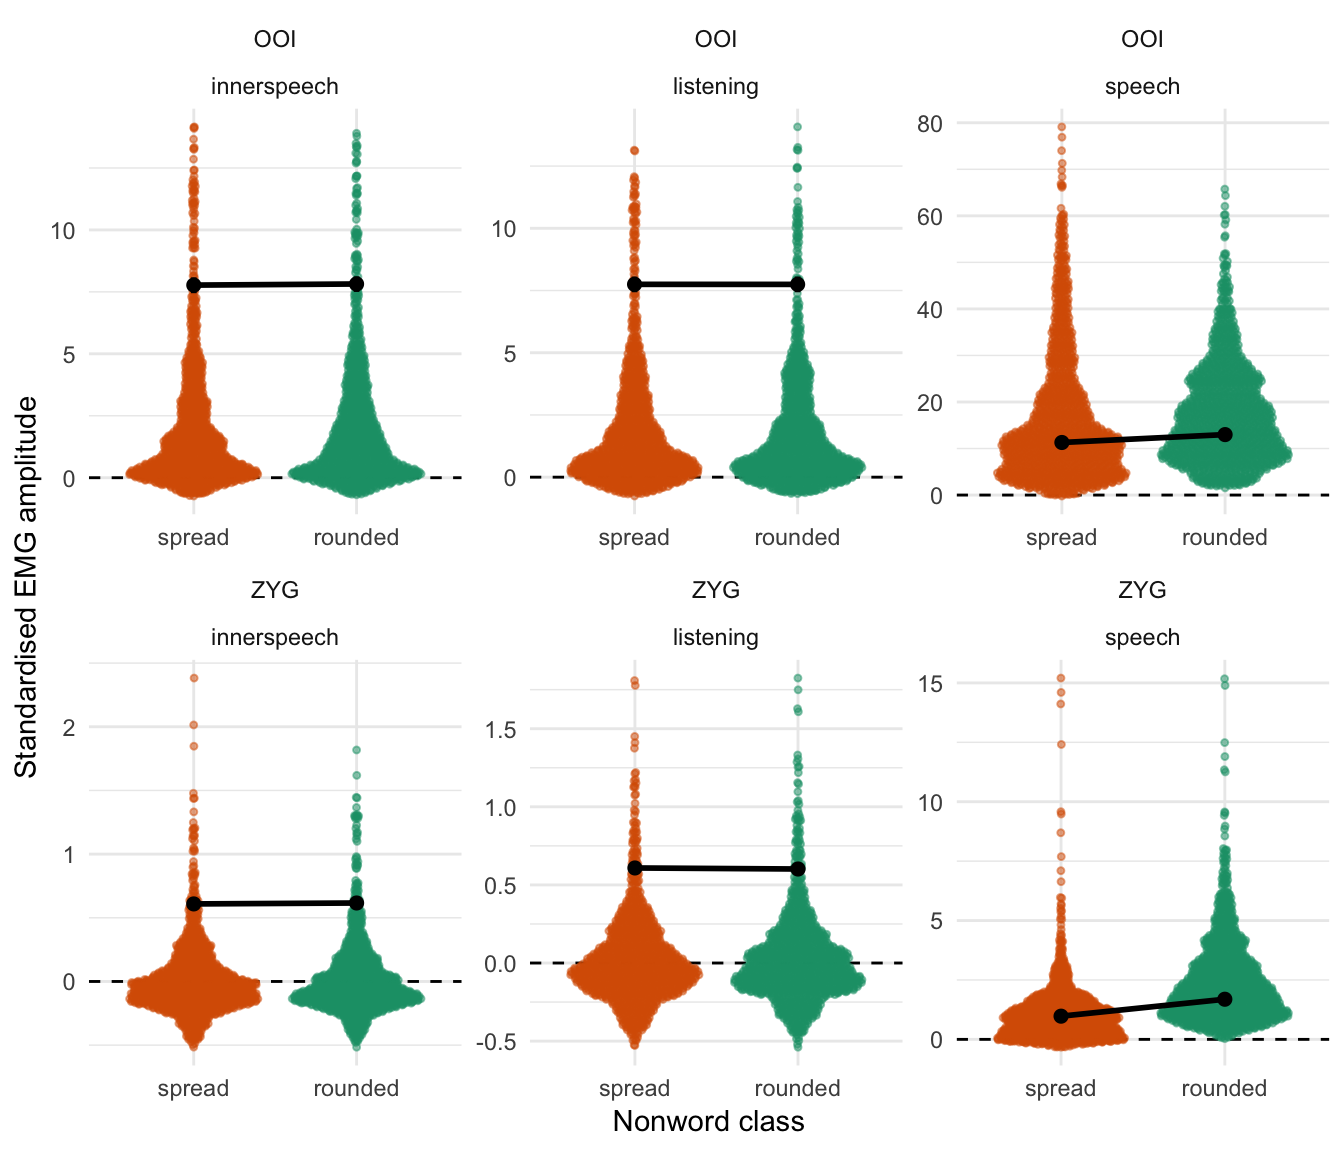 OOI OOI OOI
innerspeech listening speech
10
5
0
10
5
0
80
60
40
20
0
spread rounded spread rounded spread rounded
Standardised EMG amplitude
ZYG ZYG ZYG
innerspeech listening speech
2
1
0
1.5
1.0
0.5
0.0
-0.5
15
10
5
0
spread rounded spread rounded spread rounded
Nonword class